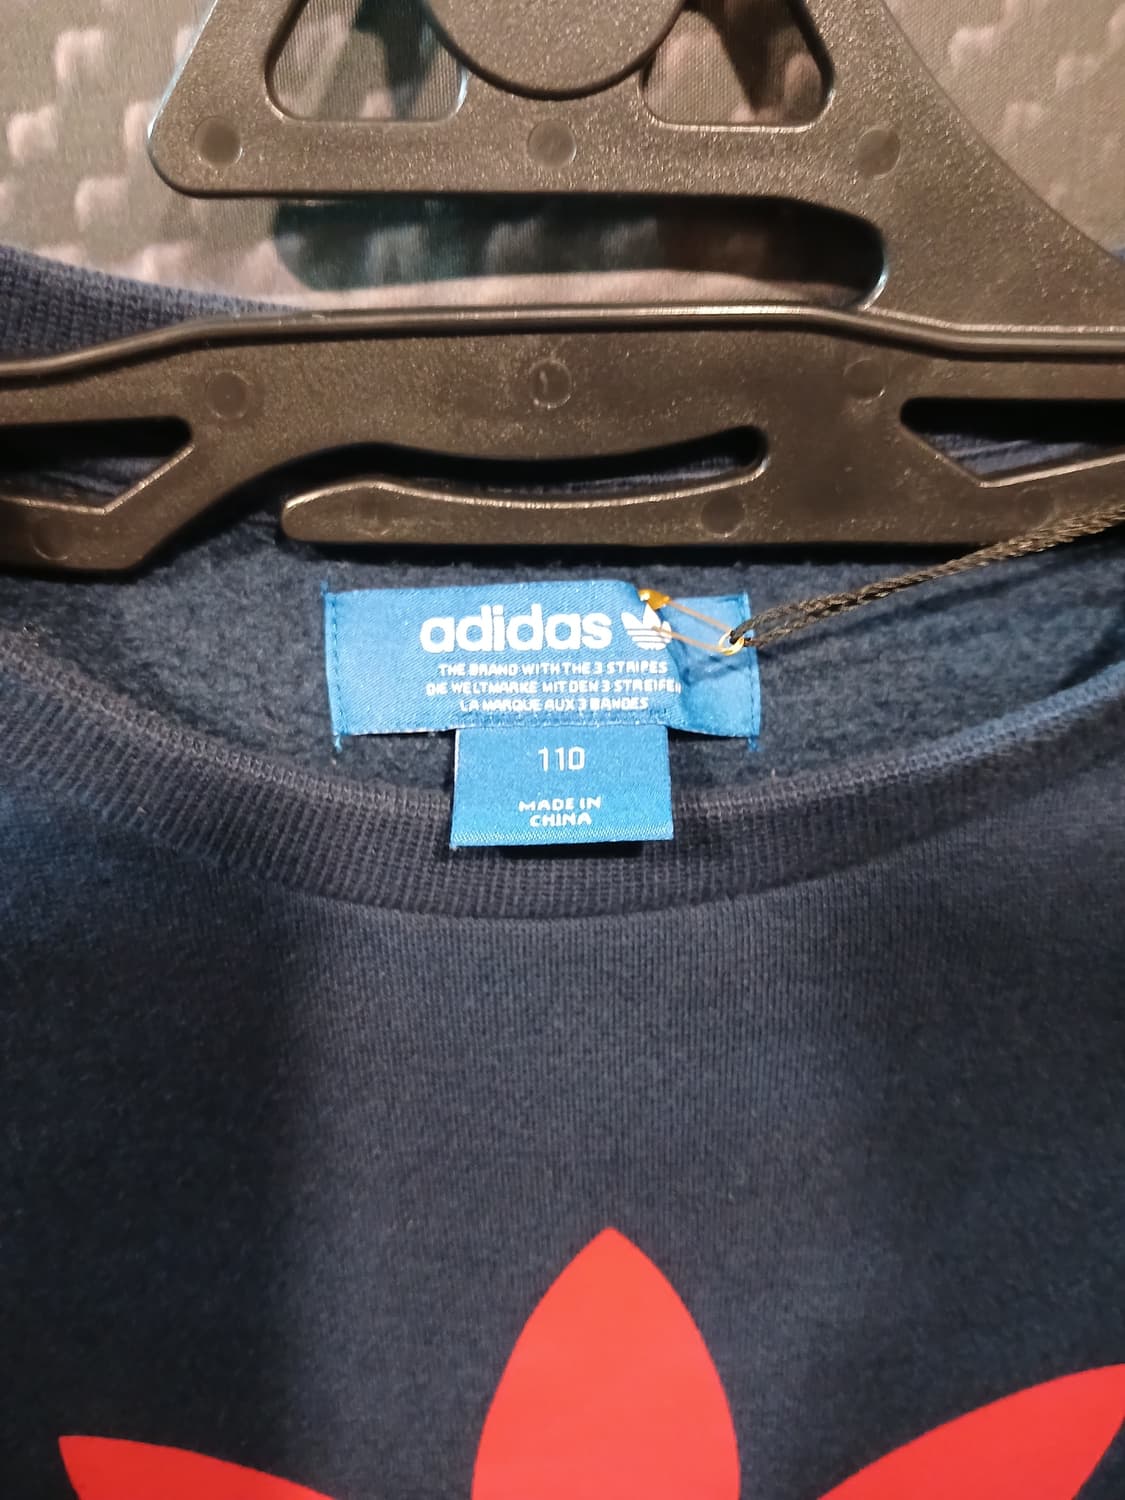 adidas
THE BRAND WITH THE 3 STRIPES
DIE WELTMARKE MIT DEN 3 STREIFEN
LA MARQUE AUX 3 BANDES
110
MADE IN
CHINA